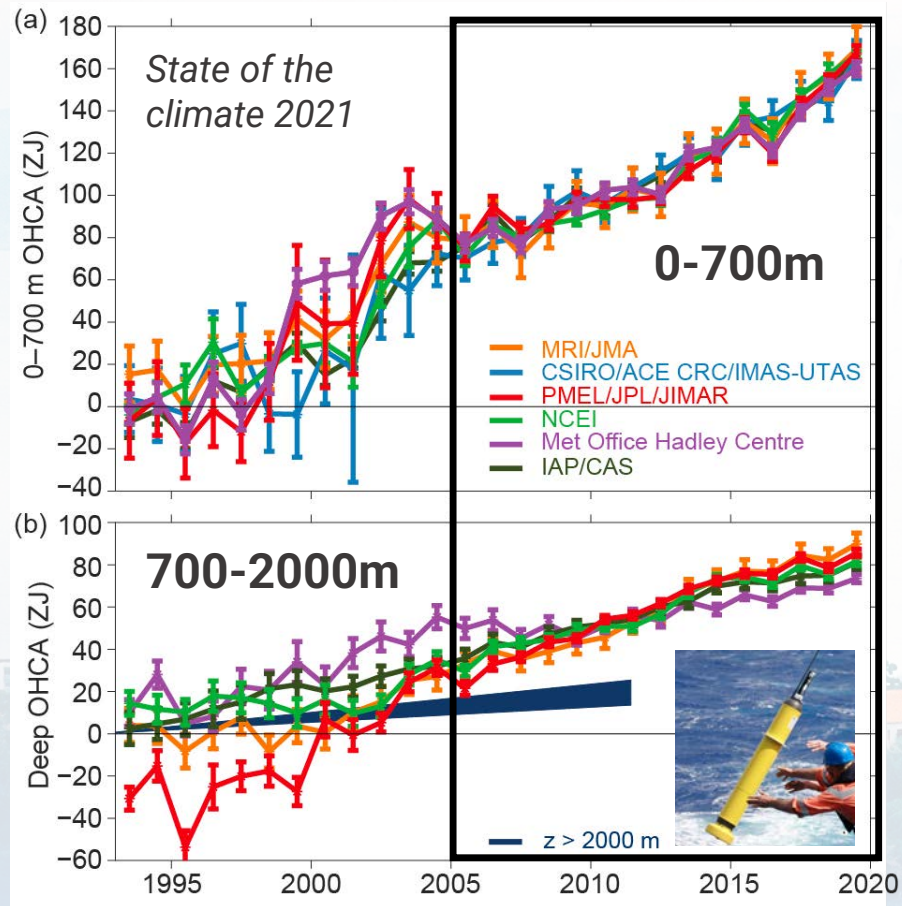 (a)
180
160
140
120
100
80
60
40
20
0
−20
−40
0–700 m OHCA (ZJ)
State of the
climate 2021
0-700m
MRI/JMA
CSIRO/ACE CRC/IMAS-UTAS
PMEL/JPL/JIMAR
NCEI
Met Office Hadley Centre
IAP/CAS
(b)
100
80
60
40
20
0
−20
−40
−60
Deep OHCA (ZJ)
700-2000m
z > 2000 m
1995 2000 2005 2010 2015 2020